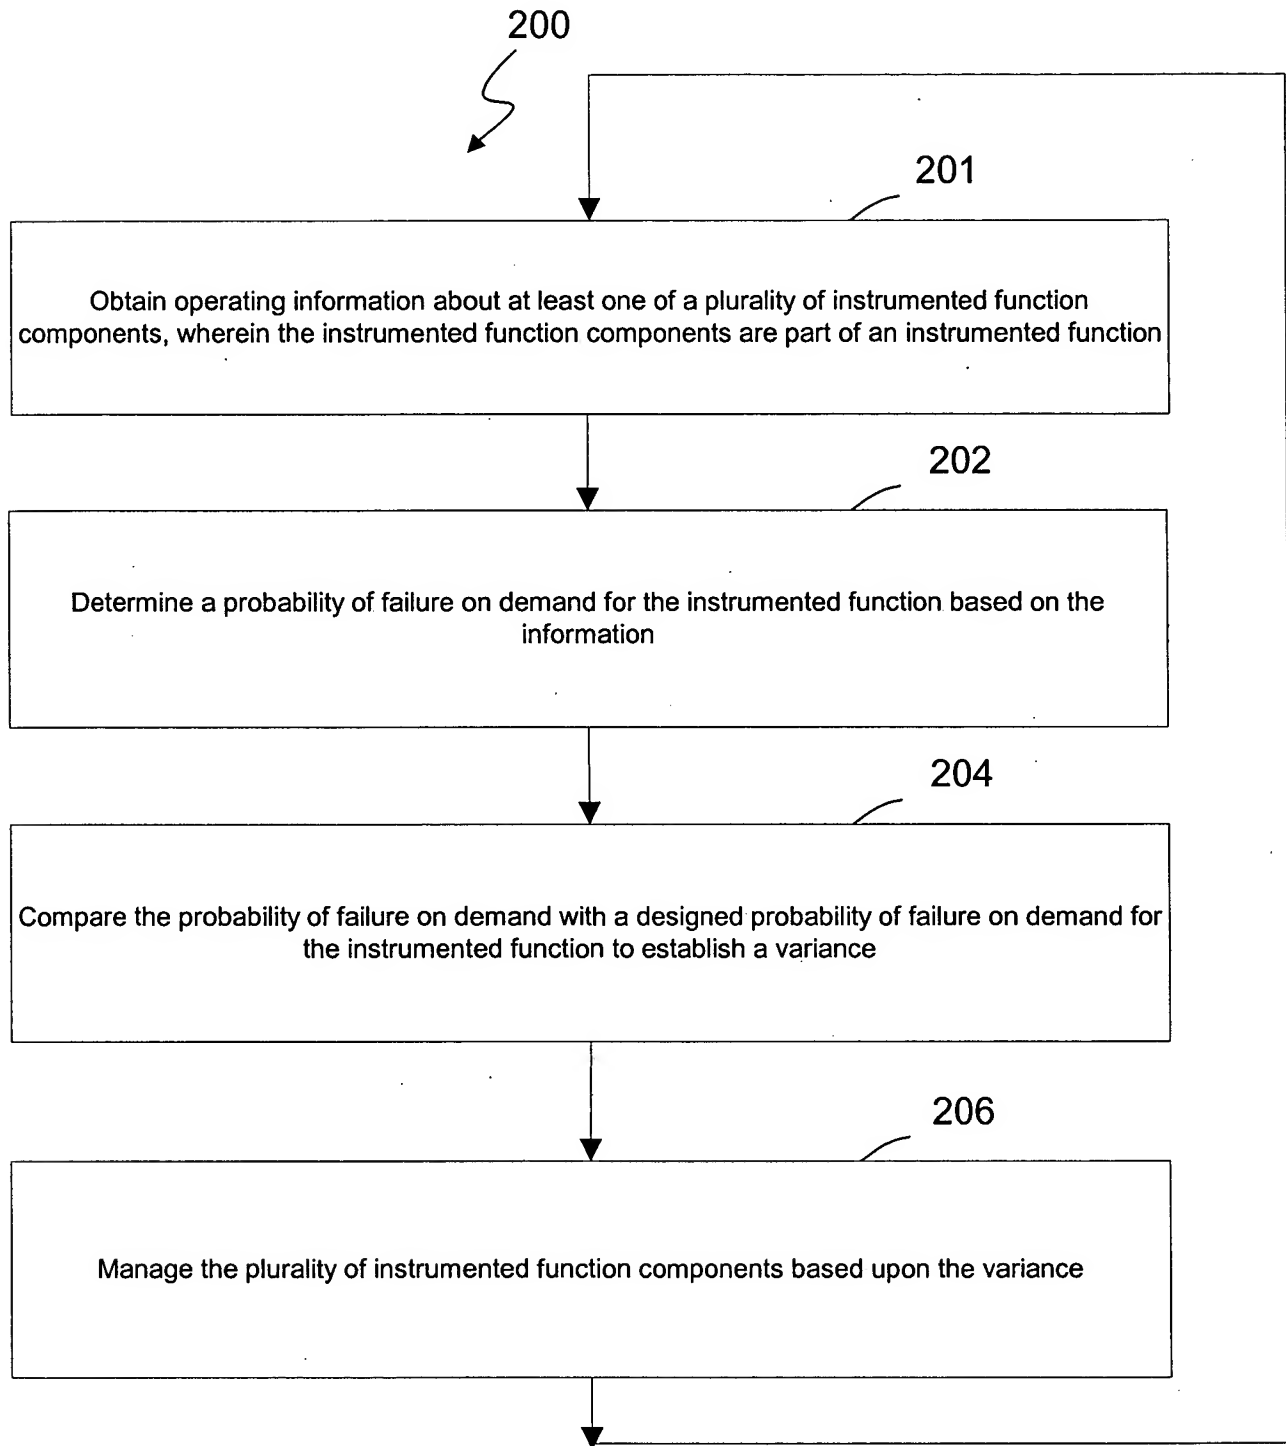 200
201
Obtain operating information about at least one of a plurality of instrumented function
components, wherein the instrumented function components are part of an instrumented function
202
Determine a probability of failure on demand for the instrumented function based on the
information
204
Compare the probability of failure on demand with a designed probability of failure on demand for
the instrumented function to establish a variance
206
Manage the plurality of instrumented function components based upon the variance